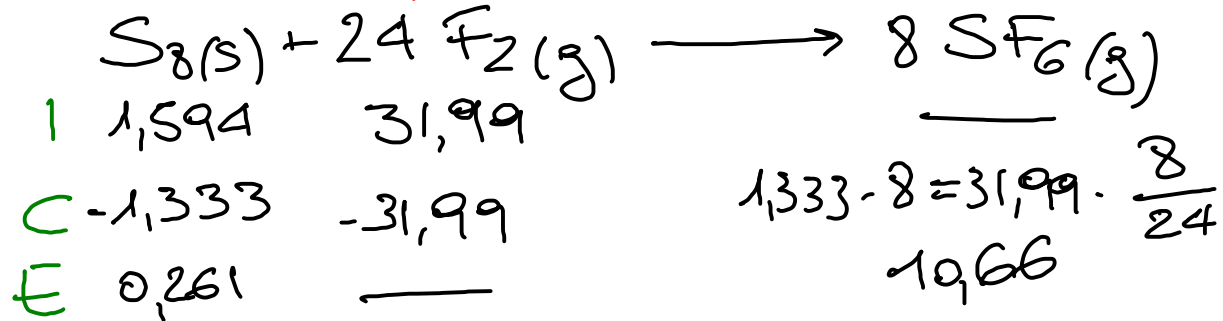 S8(s) + 24 F2(g) ⟶ 8 SF6(g)
I 1,594 31,99 —
C -1,333 -31,99 1,333 · 8 = 31,99 · 8/24
E 0,261 — 10,66